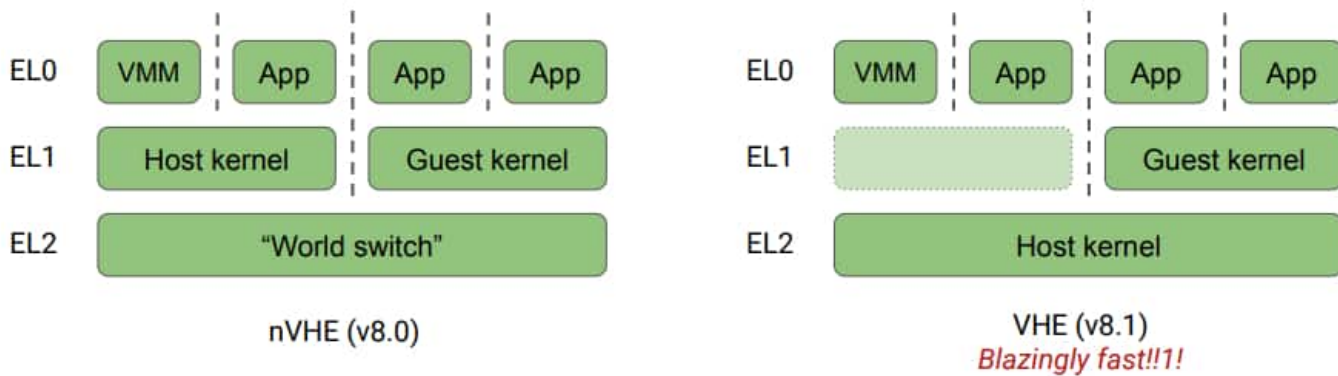 EL0 VMM App App App
EL1 Host kernel Guest kernel
EL2 “World switch”
nVHE (v8.0)
EL0 VMM App App App
EL1 Guest kernel
EL2 Host kernel
VHE (v8.1)
Blazingly fast!!1!